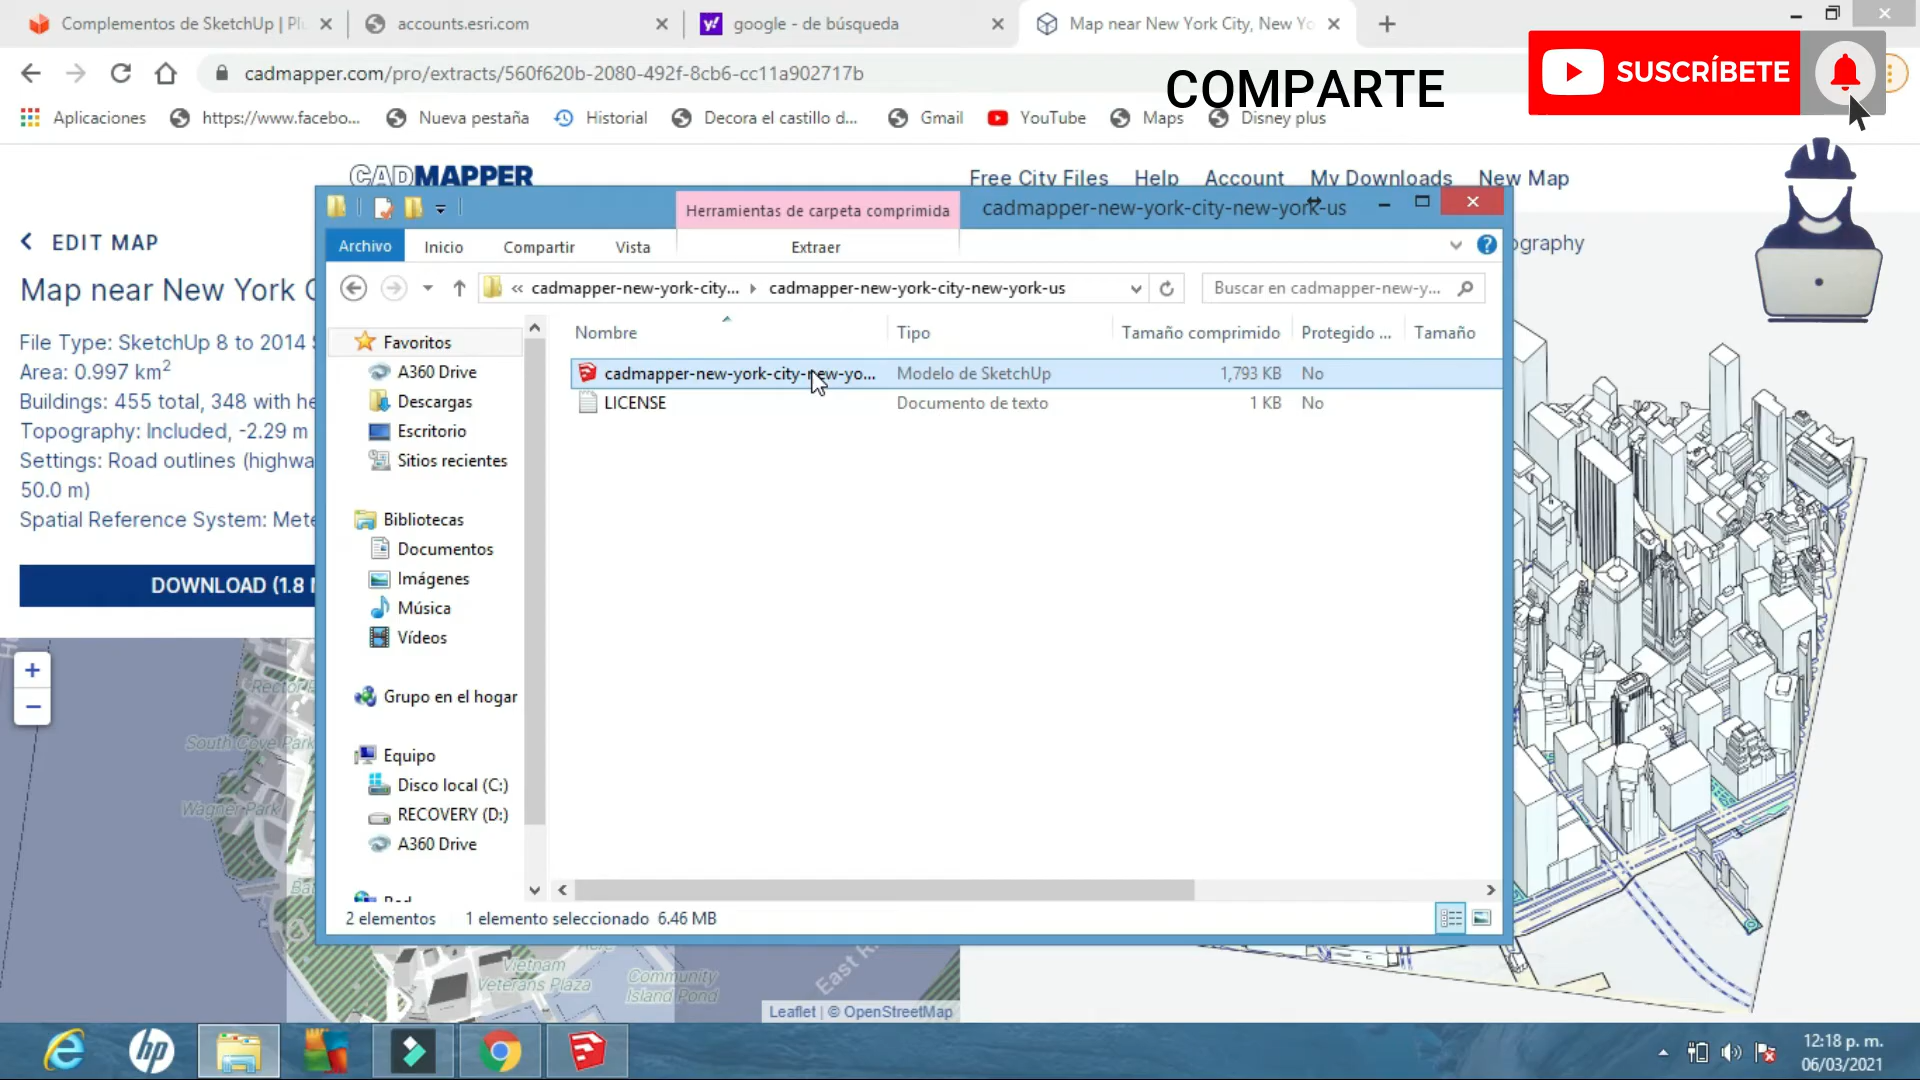 Complementos de SketchUp | Plu
accounts.esri.com
google - de búsqueda
Map near New York City, New Yo
cadmapper.com/pro/extracts/560f620b-2080-492f-8cb6-cc11a902717b
COMPARTE
SUSCRÍBETE
Aplicaciones
https://www.facebo...
Nueva pestaña
Historial
Decora el castillo d...
Gmail
YouTube
Maps
Disney plus
CADMAPPER
Free City Files
Help
Account
My Downloads
New Map
EDIT MAP
ography
Map near New York C
File Type: SketchUp 8 to 2014 S
Area: 0.997 km2
Buildings: 455 total, 348 with he
Topography: Included, -2.29 m
Settings: Road outlines (highwa
50.0 m)
Spatial Reference System: Mete
DOWNLOAD (1.8 M
Herramientas de carpeta comprimida
cadmapper-new-york-city-new-york-us
Archivo
Inicio
Compartir
Vista
Extraer
« cadmapper-new-york-city...
cadmapper-new-york-city-new-york-us
Buscar en cadmapper-new-y...
Nombre
Tipo
Tamaño comprimido
Protegido ...
Tamaño
cadmapper-new-york-city-new-yo...
Modelo de SketchUp
1,793 KB
No
LICENSE
Documento de texto
1 KB
No
Favoritos
A360 Drive
Descargas
Escritorio
Sitios recientes
Bibliotecas
Documentos
Imágenes
Música
Vídeos
Grupo en el hogar
Equipo
Disco local (C:)
RECOVERY (D:)
A360 Drive
Red
2 elementos
1 elemento seleccionado 6.46 MB
+
−
Rector P
South Cove Park
Wagner Park
Vietnam
Veterans Plaza
Community
Island Pond
East Ri
Leaflet | © OpenStreetMap
hp
12:18 p. m.
06/03/2021